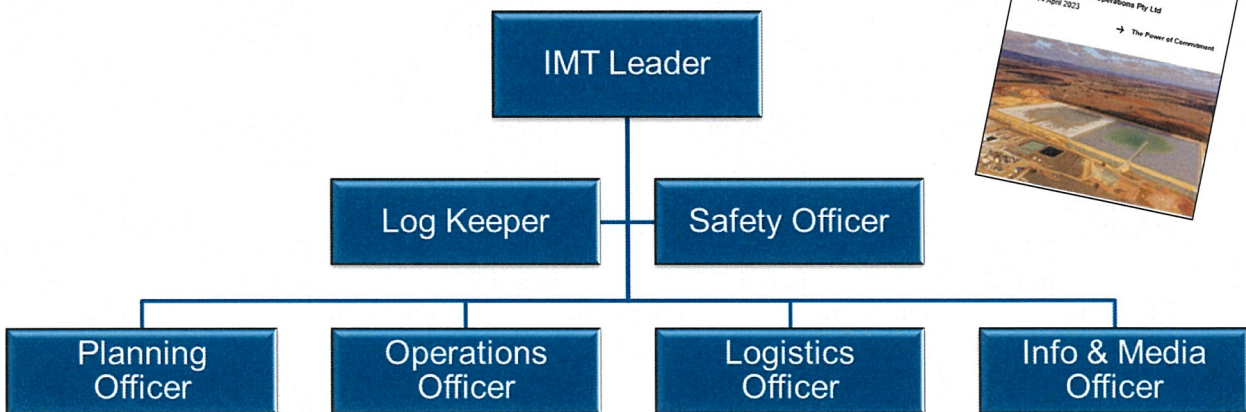 Operations Pty Ltd
April 2023
→ The Power of Commitment
IMT Leader
Log Keeper
Safety Officer
Planning
Officer
Operations
Officer
Logistics
Officer
Info & Media
Officer